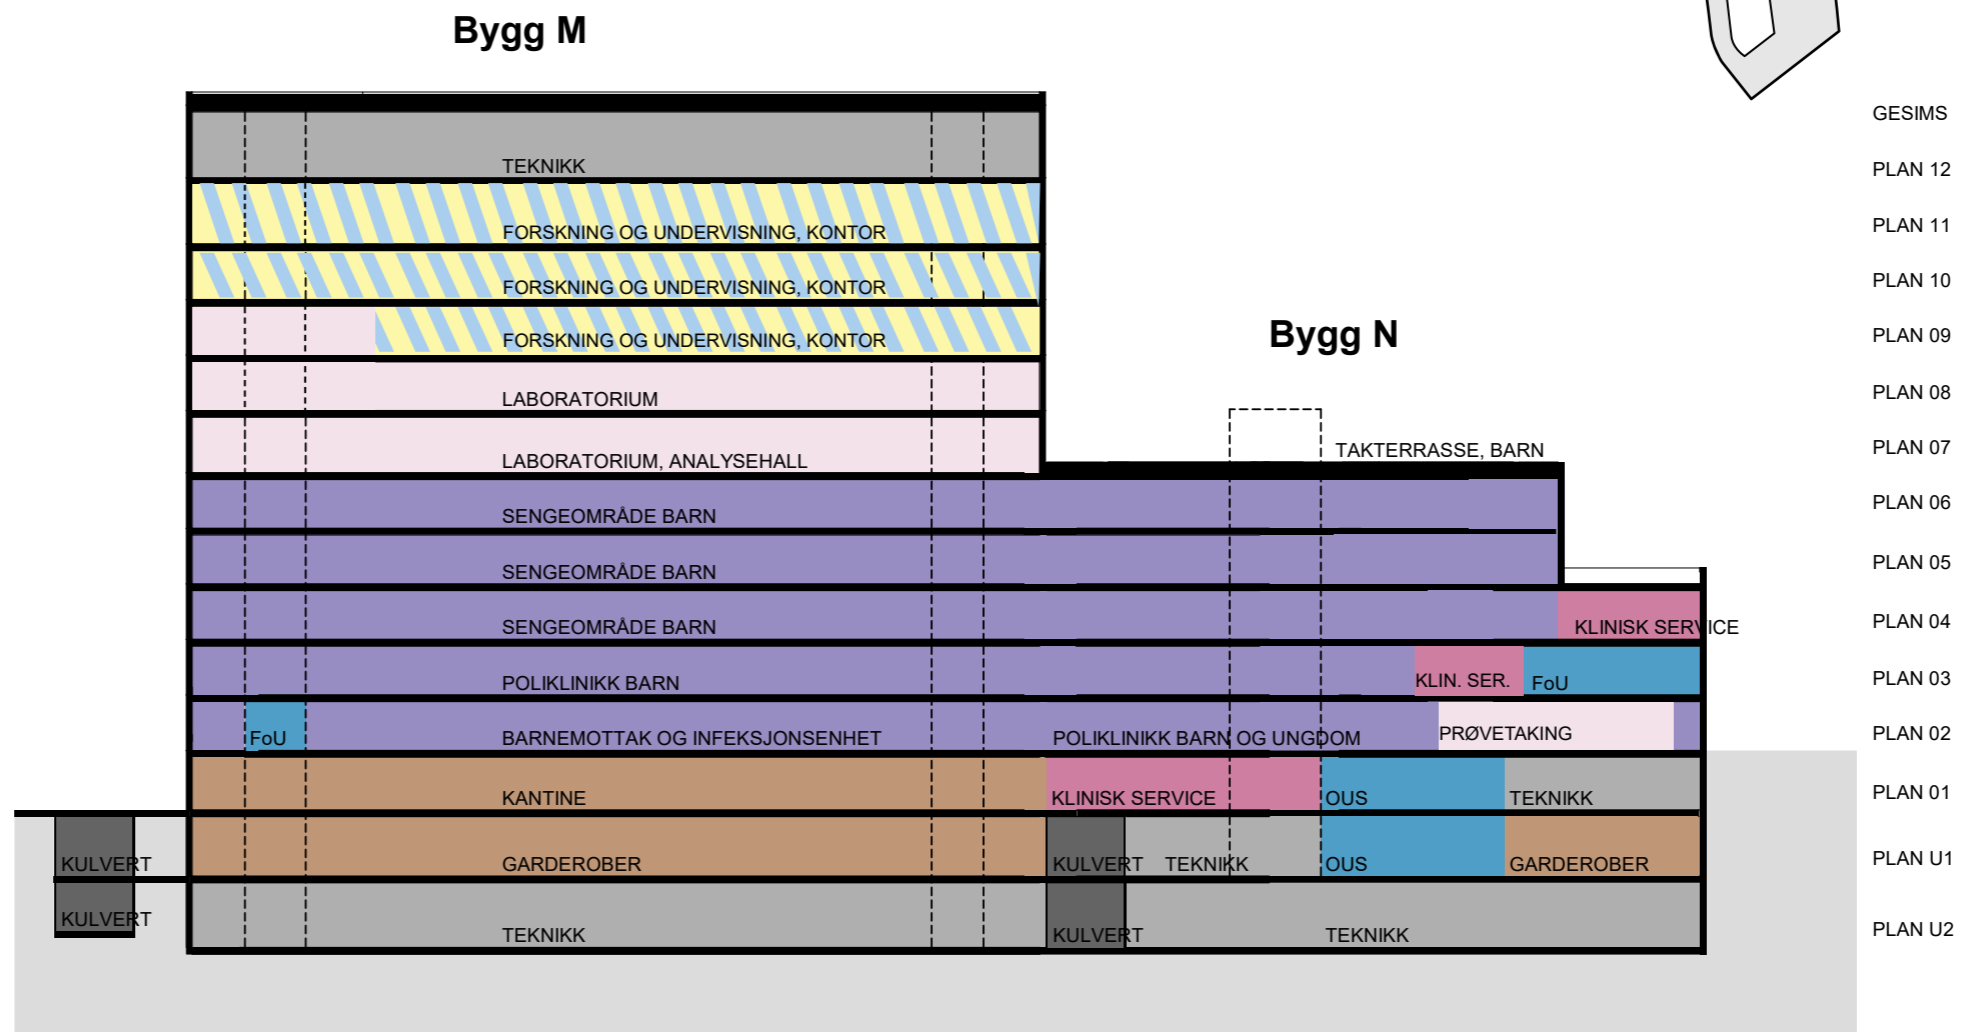 Bygg M
GESIMS
TEKNIKK
PLAN 12
FORSKNING OG UNDERVISNING, KONTOR
PLAN 11
FORSKNING OG UNDERVISNING, KONTOR
PLAN 10
Bygg N
FORSKNING OG UNDERVISNING, KONTOR
PLAN 09
LABORATORIUM
PLAN 08
LABORATORIUM, ANALYSEHALL
TAKTERRASSE, BARN
PLAN 07
SENGEOMRÅDE BARN
PLAN 06
SENGEOMRÅDE BARN
PLAN 05
SENGEOMRÅDE BARN
KLINISK SERVICE
PLAN 04
POLIKLINIKK BARN
KLIN. SER.
FoU
PLAN 03
FoU
BARNEMOTTAK OG INFEKSJONSENHET
POLIKLINIKK BARN OG UNGDOM
PRØVETAKING
PLAN 02
KANTINE
KLINISK SERVICE
OUS
TEKNIKK
PLAN 01
KULVERT
GARDEROBER
KULVERT
TEKNIKK
OUS
GARDEROBER
PLAN U1
KULVERT
TEKNIKK
KULVERT
TEKNIKK
PLAN U2